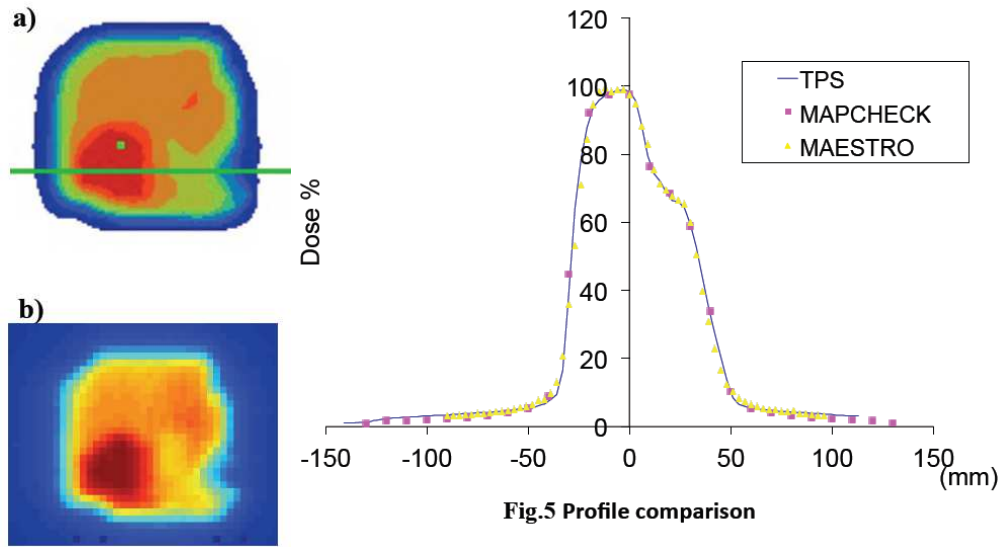 a)
b)
120
100
80
60
40
20
0
Dose %
-150 -100 -50 0 50 100 150
(mm)
TPS
MAPCHECK
MAESTRO
Fig.5 Profile comparison